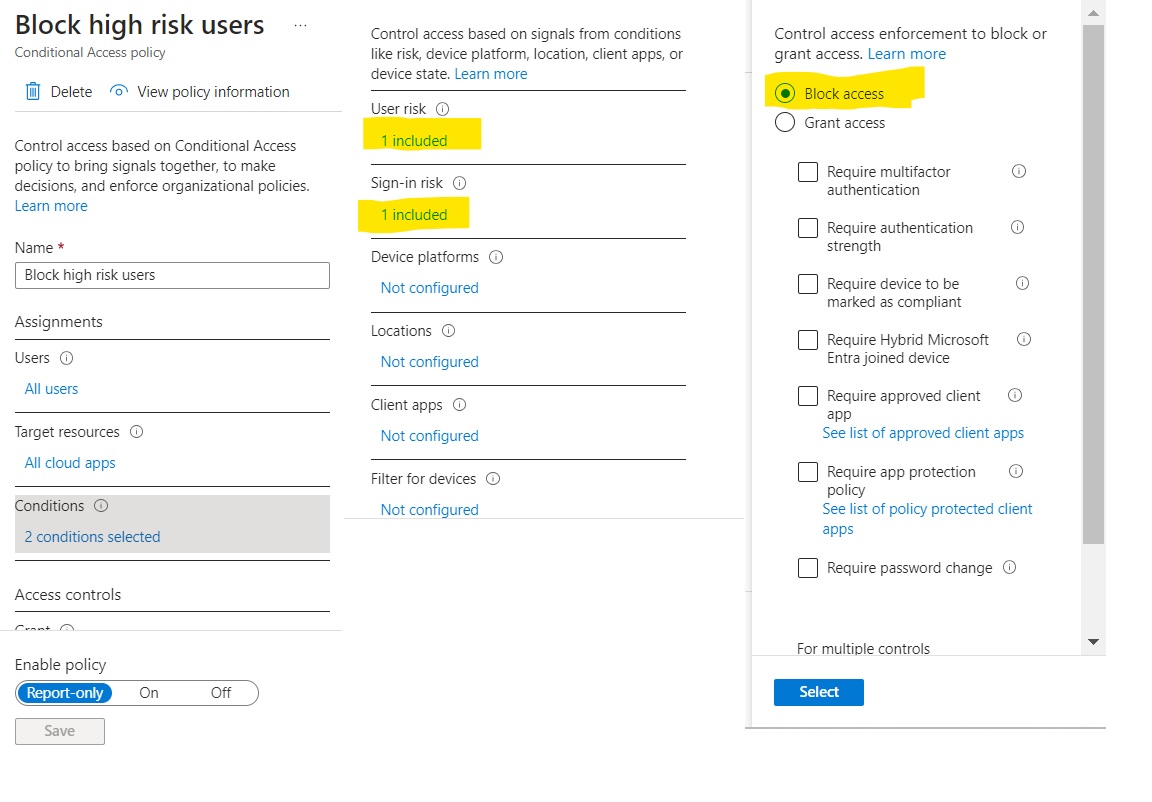 Block high risk users ...
Conditional Access policy
Delete View policy information
Control access based on Conditional Access
policy to bring signals together, to make
decisions, and enforce organizational policies.
Learn more
Name *
Block high risk users
Assignments
Users
All users
Target resources
All cloud apps
Conditions
2 conditions selected
Access controls
Grant
Enable policy
Report-only On Off
Save
Control access based on signals from conditions
like risk, device platform, location, client apps, or
device state. Learn more
User risk
1 included
Sign-in risk
1 included
Device platforms
Not configured
Locations
Not configured
Client apps
Not configured
Filter for devices
Not configured
Control access enforcement to block or
grant access. Learn more
Block access
Grant access
Require multifactor
authentication
Require authentication
strength
Require device to be
marked as compliant
Require Hybrid Microsoft
Entra joined device
Require approved client
app
See list of approved client apps
Require app protection
policy
See list of policy protected client
apps
Require password change
For multiple controls
Select